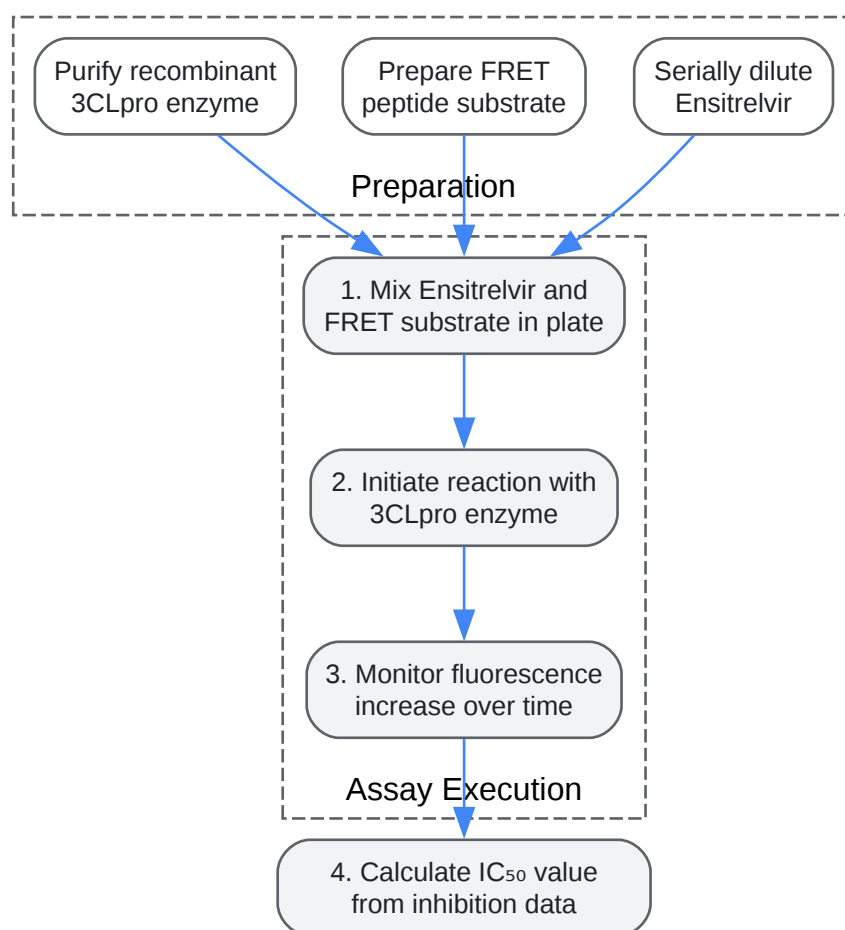 Purify recombinant
3CLpro enzyme
Prepare FRET
peptide substrate
Serially dilute
Ensitrelvir
Preparation
1. Mix Ensitrelvir and
FRET substrate in plate
2. Initiate reaction with
3CLpro enzyme
3. Monitor fluorescence
increase over time
Assay Execution
4. Calculate IC₅₀ value
from inhibition data